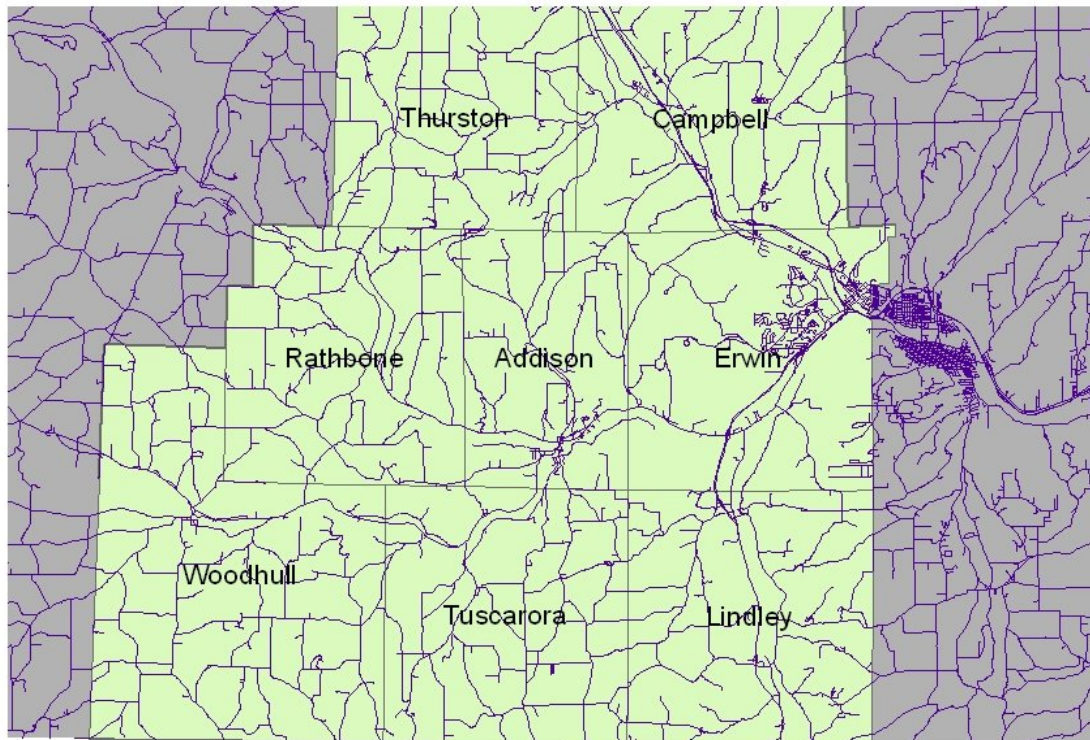 Thurston
Campbell
Rathbone
Addison
Erwin
Woodhull
Tuscarora
Lindley